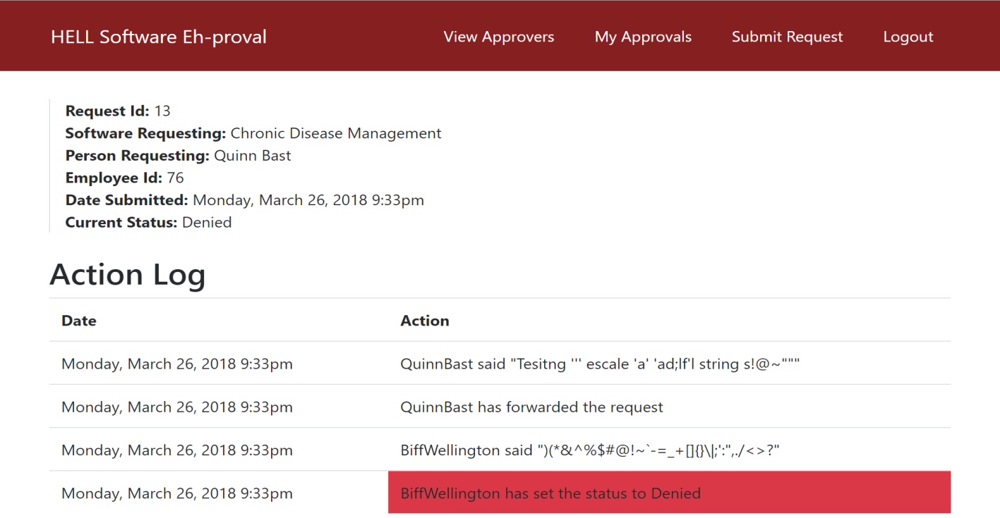 HELL Software Eh-proval View Approvers My Approvals Submit Request Logout
Request Id: 13
Software Requesting: Chronic Disease Management
Person Requesting: Quinn Bast
Employee Id: 76
Date Submitted: Monday, March 26, 2018 9:33pm
Current Status: Denied
Action Log
Date Action
Monday, March 26, 2018 9:33pm QuinnBast said "Tesitng ''' escale 'a' 'ad;lf'l string s!@~"""
Monday, March 26, 2018 9:33pm QuinnBast has forwarded the request
Monday, March 26, 2018 9:33pm BiffWellington said ")(*&^%$#@!~`-=_+[]{}\|;':",./<>?"
Monday, March 26, 2018 9:33pm BiffWellington has set the status to Denied